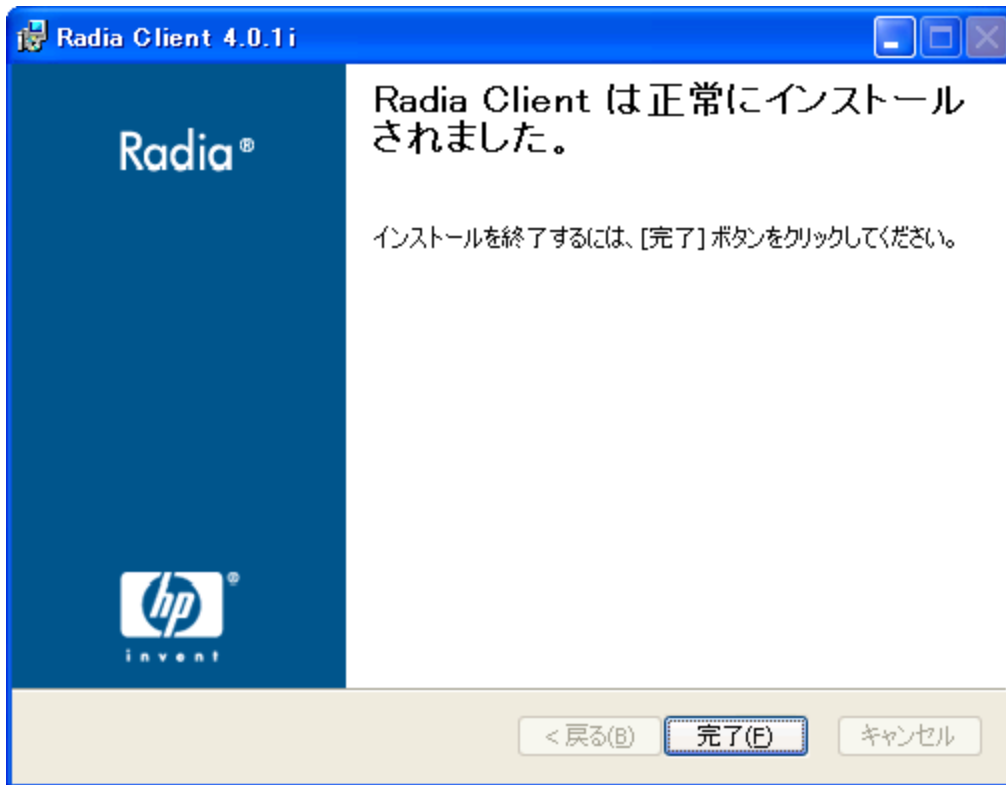 Radia Client 4.0.1i
Radia Client は正常にインストール
されました。
Radia®
インストールを終了するには、[完了] ボタンをクリックしてください。
hp®
invent
< 戻る(B)
完了(F)
キャンセル